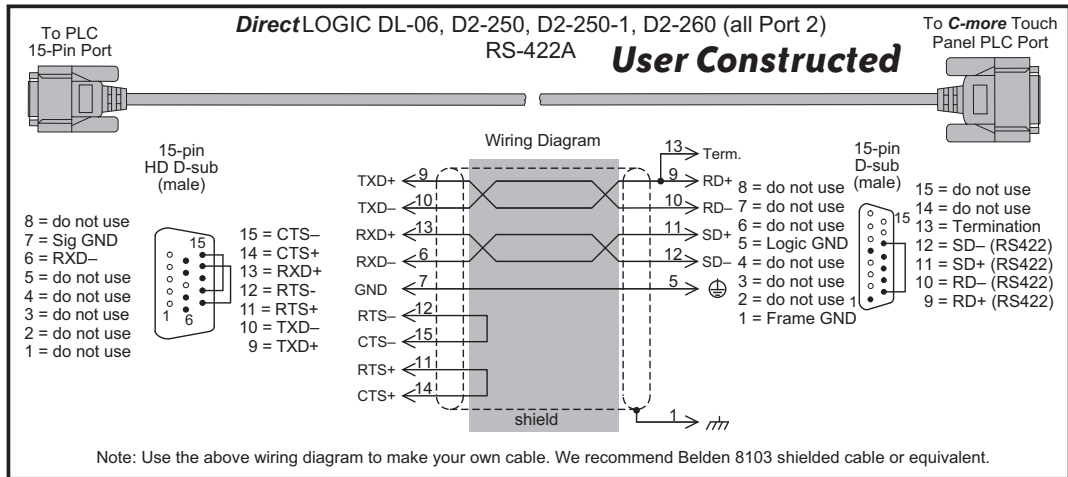 DirectLOGIC DL-06, D2-250, D2-250-1, D2-260 (all Port 2)
RS-422A
User Constructed
To PLC
15-Pin Port
To C-more Touch
Panel PLC Port
15-pin
HD D-sub
(male)
8 = do not use
7 = Sig GND
6 = RXD–
5 = do not use
4 = do not use
3 = do not use
2 = do not use
1 = do not use
15
1
6
15 = CTS–
14 = CTS+
13 = RXD+
12 = RTS-
11 = RTS+
10 = TXD–
9 = TXD+
Wiring Diagram
13 Term.
TXD+ 9 9 RD+
TXD– 10 10 RD–
RXD+ 13 11 SD+
RXD– 6 12 SD–
GND 7 5
RTS– 12
CTS– 15
RTS+ 11
CTS+ 14
shield
1
8 = do not use
7 = do not use
6 = do not use
5 = Logic GND
4 = do not use
3 = do not use
2 = do not use
1 = Frame GND
15-pin
D-sub
(male)
15
1
15 = do not use
14 = do not use
13 = Termination
12 = SD– (RS422)
11 = SD+ (RS422)
10 = RD– (RS422)
9 = RD+ (RS422)
Note: Use the above wiring diagram to make your own cable. We recommend Belden 8103 shielded cable or equivalent.